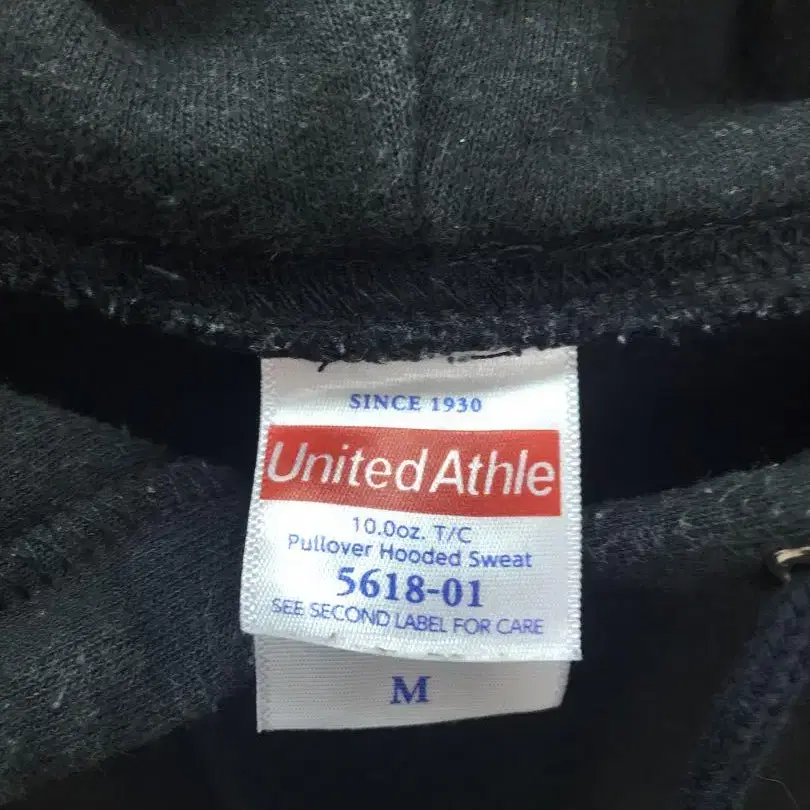 SINCE 1930
United Athle
10.0oz. T/C
Pullover Hooded Sweat
5618-01
SEE SECOND LABEL FOR CARE
M